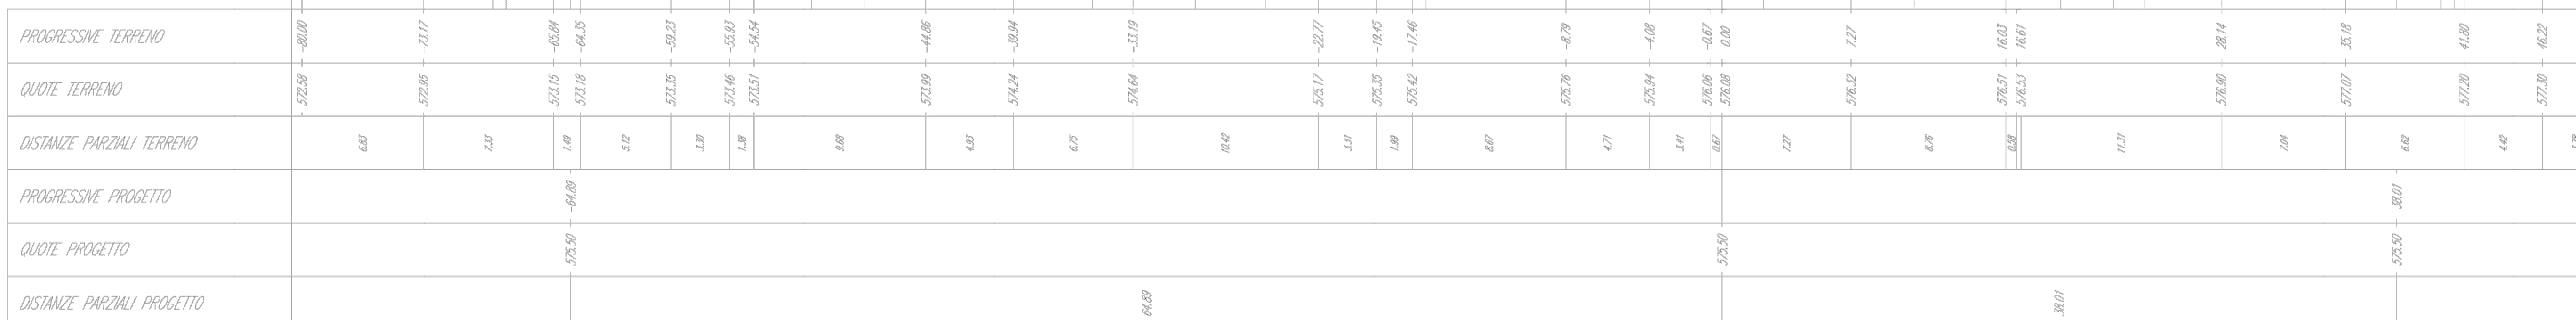 PROGRESSIVE TERRENO -80.00 -73.17 -65.84 -64.35 -59.23 -55.93 -54.54 -44.86 -39.94 -33.19 -22.77 -19.45 -17.46 -8.79 -4.08 -0.67 0.00 7.27 16.03 16.61 28.14 35.18 41.80 46.22
QUOTE TERRENO 572.58 572.95 573.15 573.18 573.35 573.46 573.51 573.99 574.24 574.64 575.17 575.35 575.42 575.76 575.94 576.06 576.08 576.32 576.51 576.53 576.90 577.07 577.20 577.30
DISTANZE PARZIALI TERRENO 6.83 7.33 1.49 5.12 3.30 1.38 9.68 4.93 6.75 10.42 3.31 1.99 8.67 4.71 3.41 0.67 7.27 8.76 0.58 11.31 7.04 6.62 4.42
PROGRESSIVE PROGETTO -64.89 38.01
QUOTE PROGETTO 575.50 575.50 575.50
DISTANZE PARZIALI PROGETTO 64.89 38.01